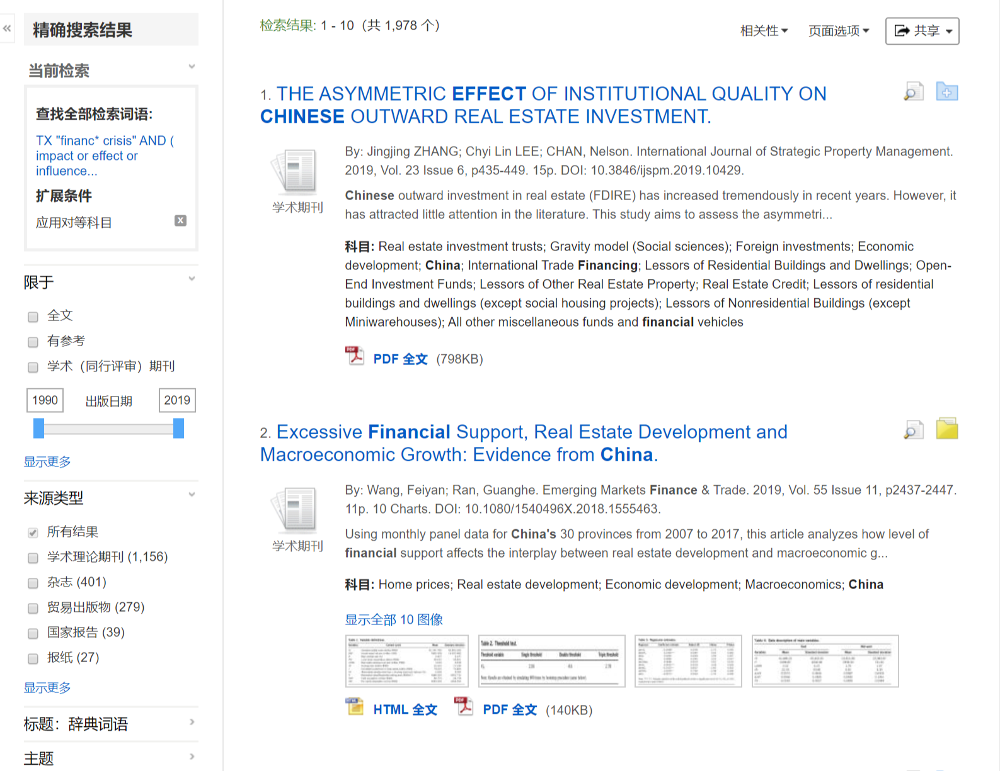 «
精确搜索结果
当前检索
查找全部检索词语:
TX "financ* crisis" AND (
impact or effect or
influence...
扩展条件
应用对等科目
X
限于
全文
有参考
学术（同行评审）期刊
1990 出版日期 2019
显示更多
来源类型
所有结果
学术理论期刊 (1,156)
杂志 (401)
贸易出版物 (279)
国家报告 (39)
报纸 (27)
显示更多
标题：辞典词语
主题
检索结果: 1 - 10（共 1,978 个）
相关性 页面选项 共享
1. THE ASYMMETRIC EFFECT OF INSTITUTIONAL QUALITY ON
CHINESE OUTWARD REAL ESTATE INVESTMENT.
学术期刊
By: Jingjing ZHANG; Chyi Lin LEE; CHAN, Nelson. International Journal of Strategic Property Management.
2019, Vol. 23 Issue 6, p435-449. 15p. DOI: 10.3846/ijspm.2019.10429.
Chinese outward investment in real estate (FDIRE) has increased tremendously in recent years. However, it
has attracted little attention in the literature. This study aims to assess the asymmetri...
科目: Real estate investment trusts; Gravity model (Social sciences); Foreign investments; Economic
development; China; International Trade Financing; Lessors of Residential Buildings and Dwellings; Open-
End Investment Funds; Lessors of Other Real Estate Property; Real Estate Credit; Lessors of residential
buildings and dwellings (except social housing projects); Lessors of Nonresidential Buildings (except
Miniwarehouses); All other miscellaneous funds and financial vehicles
PDF 全文 (798KB)
2. Excessive Financial Support, Real Estate Development and
Macroeconomic Growth: Evidence from China.
学术期刊
By: Wang, Feiyan; Ran, Guanghe. Emerging Markets Finance & Trade. 2019, Vol. 55 Issue 11, p2437-2447.
11p. 10 Charts. DOI: 10.1080/1540496X.2018.1555463.
Using monthly panel data for China's 30 provinces from 2007 to 2017, this article analyzes how level of
financial support affects the interplay between real estate development and macroeconomic g...
科目: Home prices; Real estate development; Economic development; Macroeconomics; China
显示全部 10 图像
Table 2. Threshold test.
Threshold variable Single threshold Double threshold Triple threshold
HTML 全文 PDF 全文 (140KB)